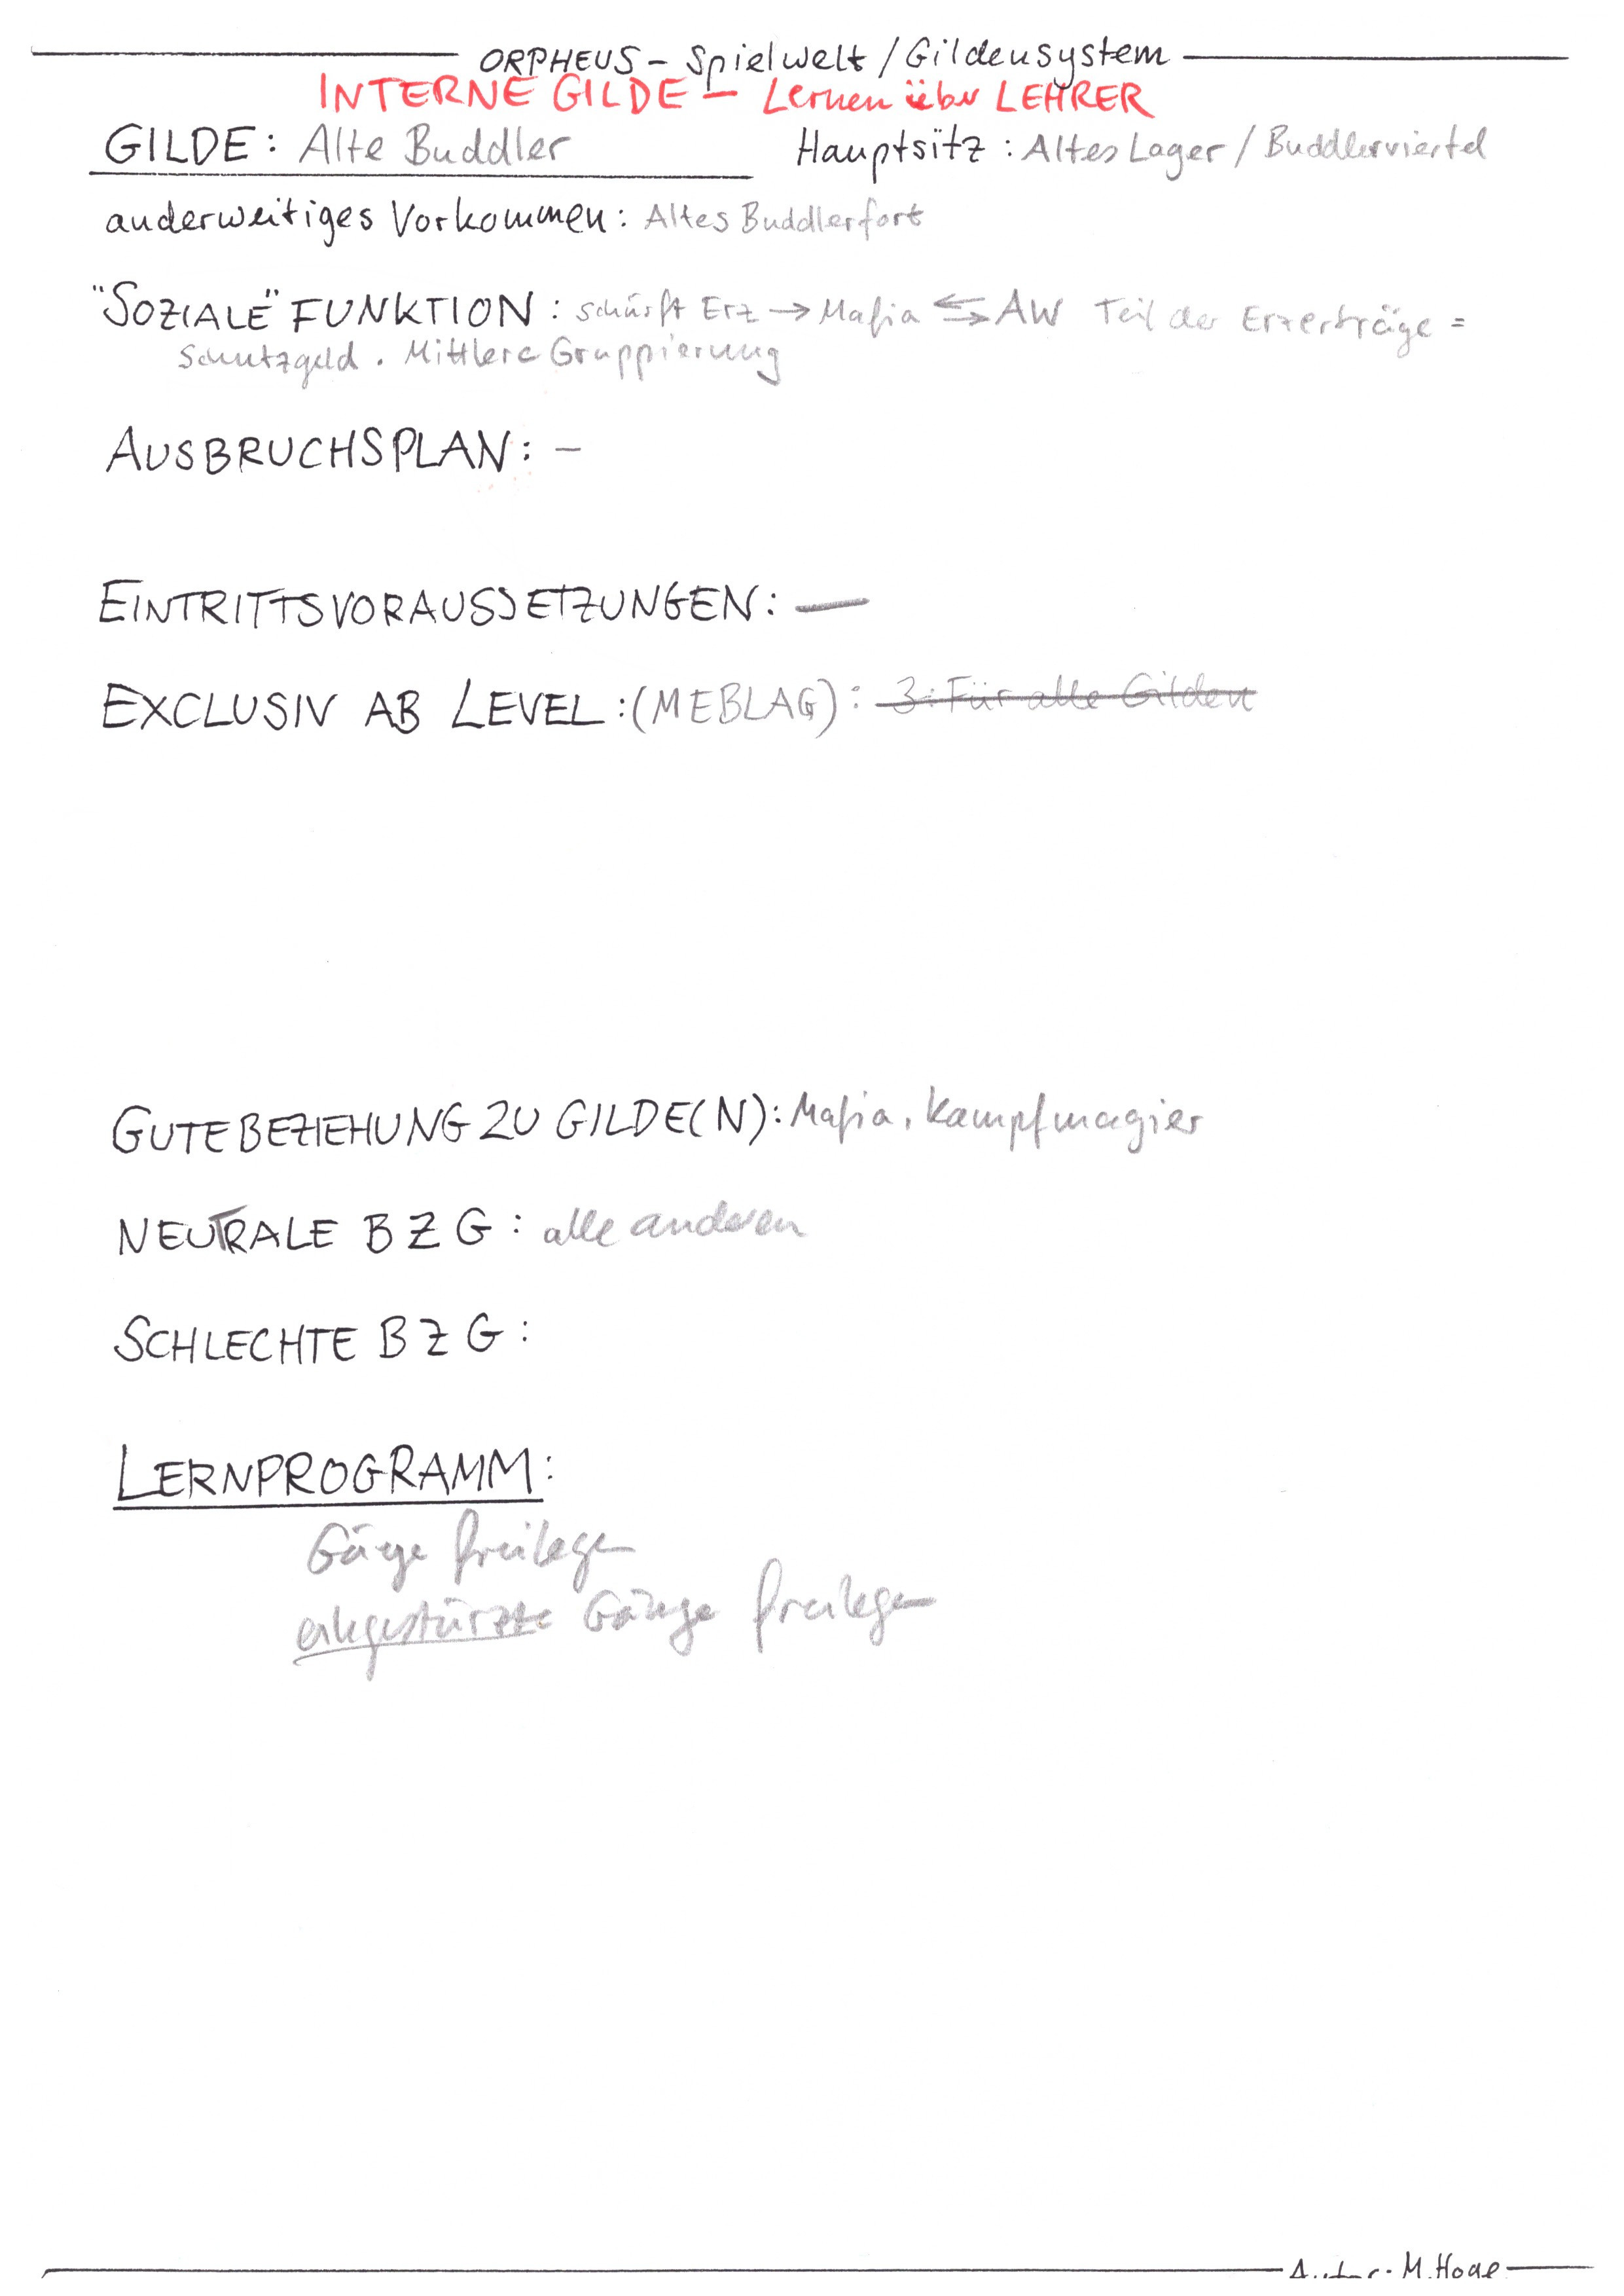 ORPHEUS - Spielwelt / Gildensystem
INTERNE GILDE - Lernen über LEHRER
GILDE: Alte Buddler Hauptsitz: Altes Lager / Buddlerviertel
anderweitiges Vorkommen: Altes Buddlerfort
"SOZIALE" FUNKTION: schürft Erz → Mafia ⇆ AW Teil der Erzerträge =
Schutzgeld. Mittlere Gruppierung
AUSBRUCHSPLAN: -
EINTRITTSVORAUSSETZUNGEN: —
EXCLUSIV AB LEVEL: (MEBLAG): 3: Für alle Gilden
GUTE BEZIEHUNG ZU GILDE(N): Mafia, Kampfmagier
NEUTRALE BZG: alle anderen
SCHLECHTE BZG:
LERNPROGRAMM:
Gänge freilegen
Gänge freilegen
M. Hoge